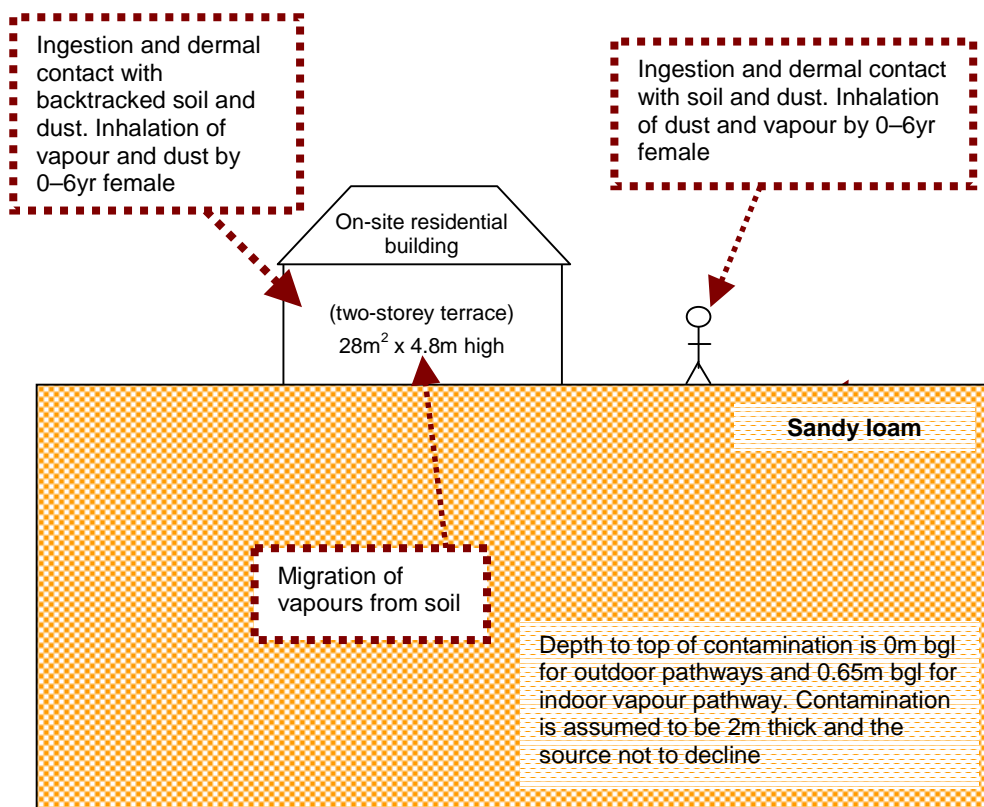 Ingestion and dermal
contact with
backtracked soil and
dust. Inhalation of
vapour and dust by
0–6yr female
Ingestion and dermal contact
with soil and dust. Inhalation
of dust and vapour by 0–6yr
female
On-site residential
building
(two-storey terrace)
28m² x 4.8m high
Sandy loam
Migration of
vapours from soil
Depth to top of contamination is 0m bgl
for outdoor pathways and 0.65m bgl for
indoor vapour pathway. Contamination
is assumed to be 2m thick and the
source not to decline